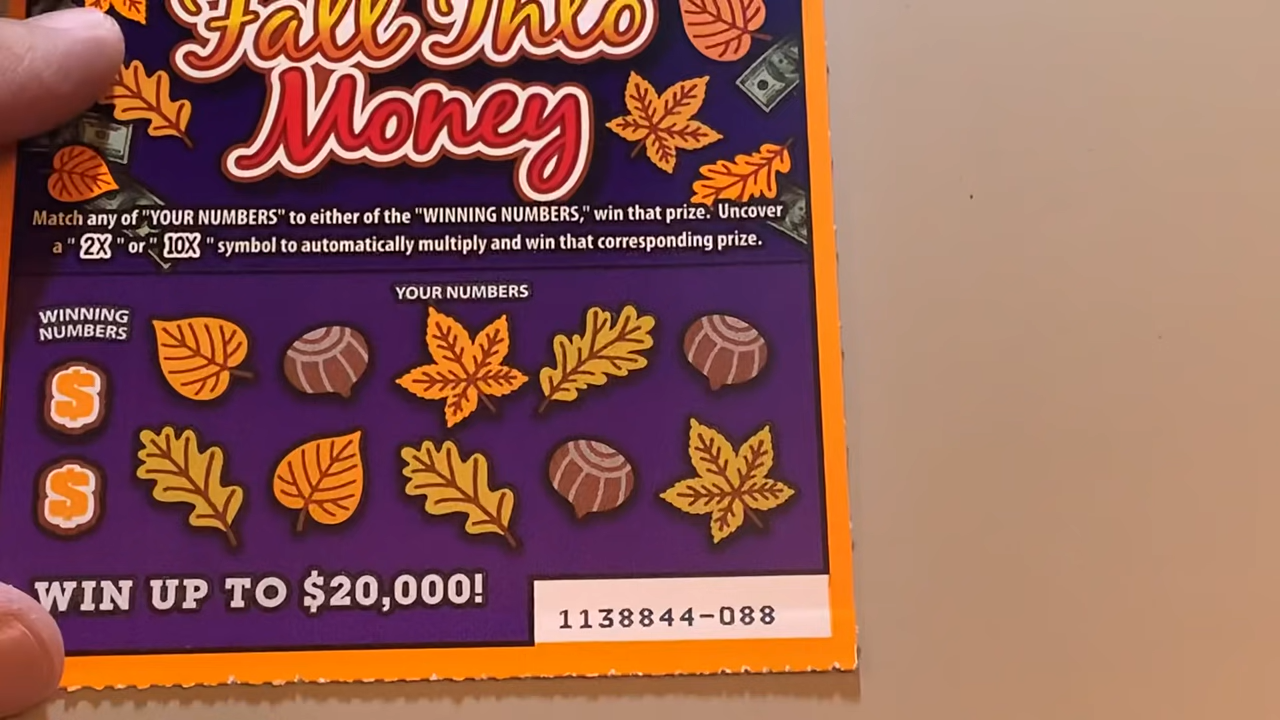 Fall Into
Money
Match any of "YOUR NUMBERS" to either of the "WINNING NUMBERS," win that prize. Uncover
a " 2X " or " 10X " symbol to automatically multiply and win that corresponding prize.
YOUR NUMBERS
WINNING
NUMBERS
$
$
WIN UP TO $20,000!
1138844-088